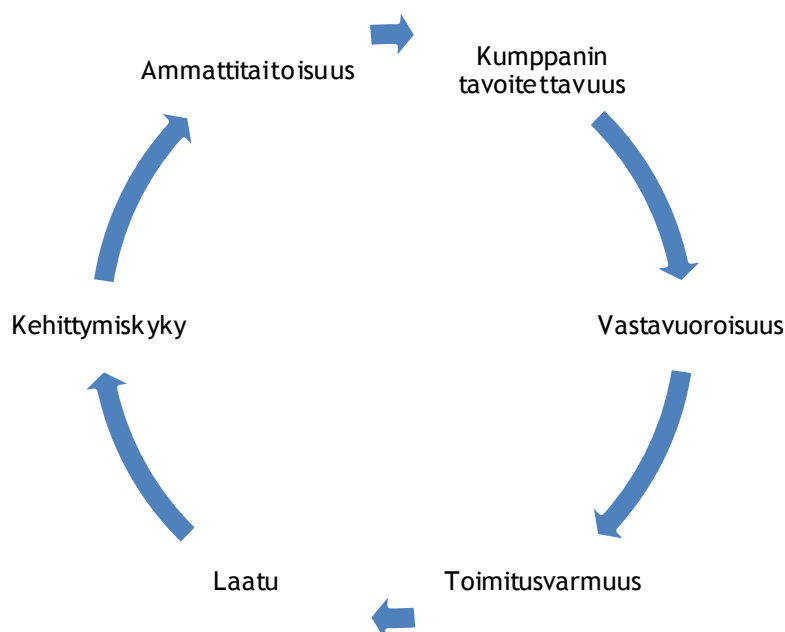 Ammattitaitoisuus
Kumppanin
tavoitettavuus
Vastavuoroisuus
Toimitusvarmuus
Laatu
Kehittymiskyky